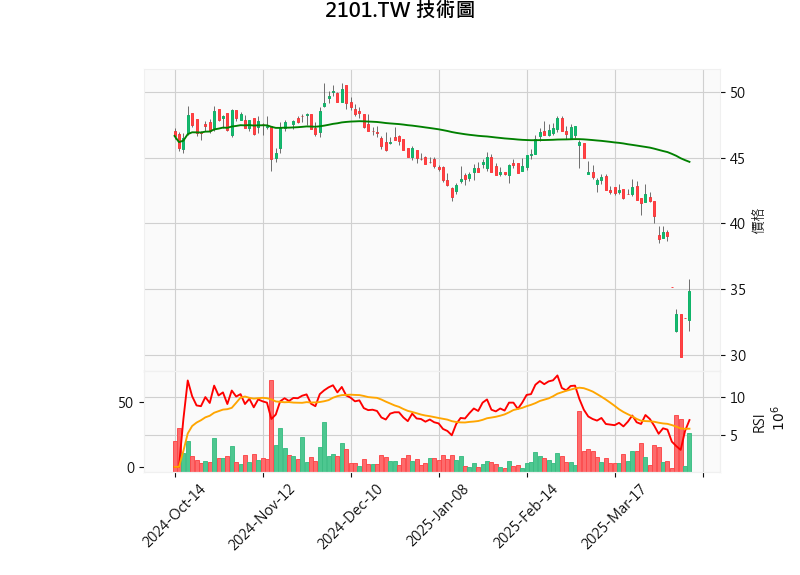 2101.TW 技術圖
50
45
40
35
30
價格
50
0
10
5
RSI
10⁶
2024-Oct-14
2024-Nov-12
2024-Dec-10
2025-Jan-08
2025-Feb-14
2025-Mar-17